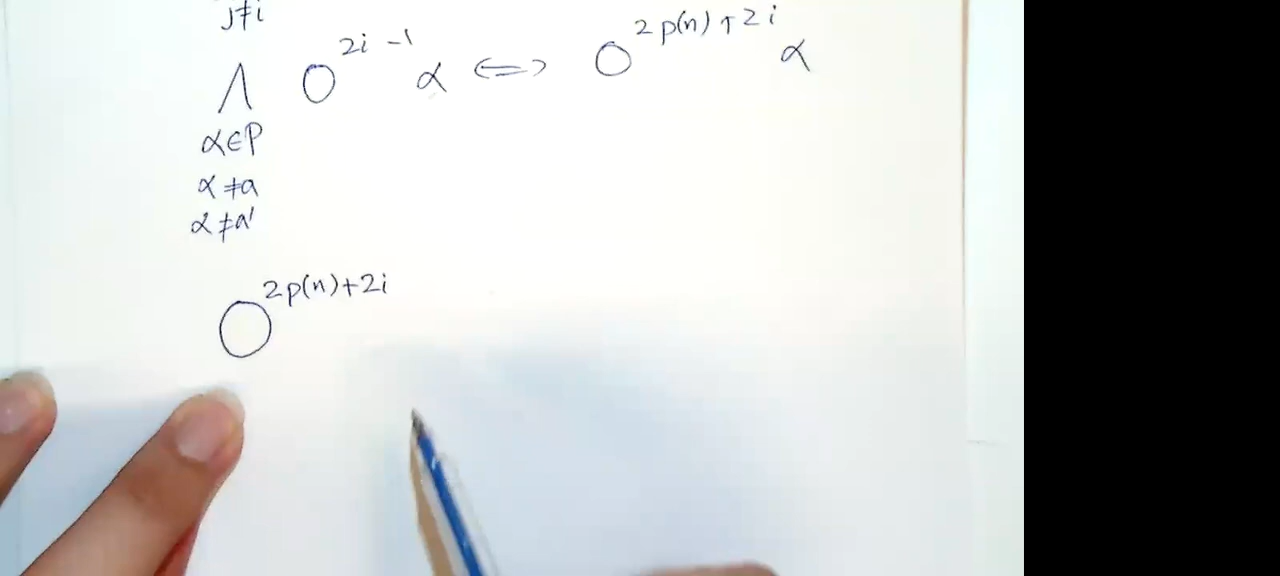 j≠i
⋀ ○^{2i-1} α ⇔ ○^{2p(n)+2i} α
α∈P
α≠a
α≠a'
○^{2p(n)+2i}